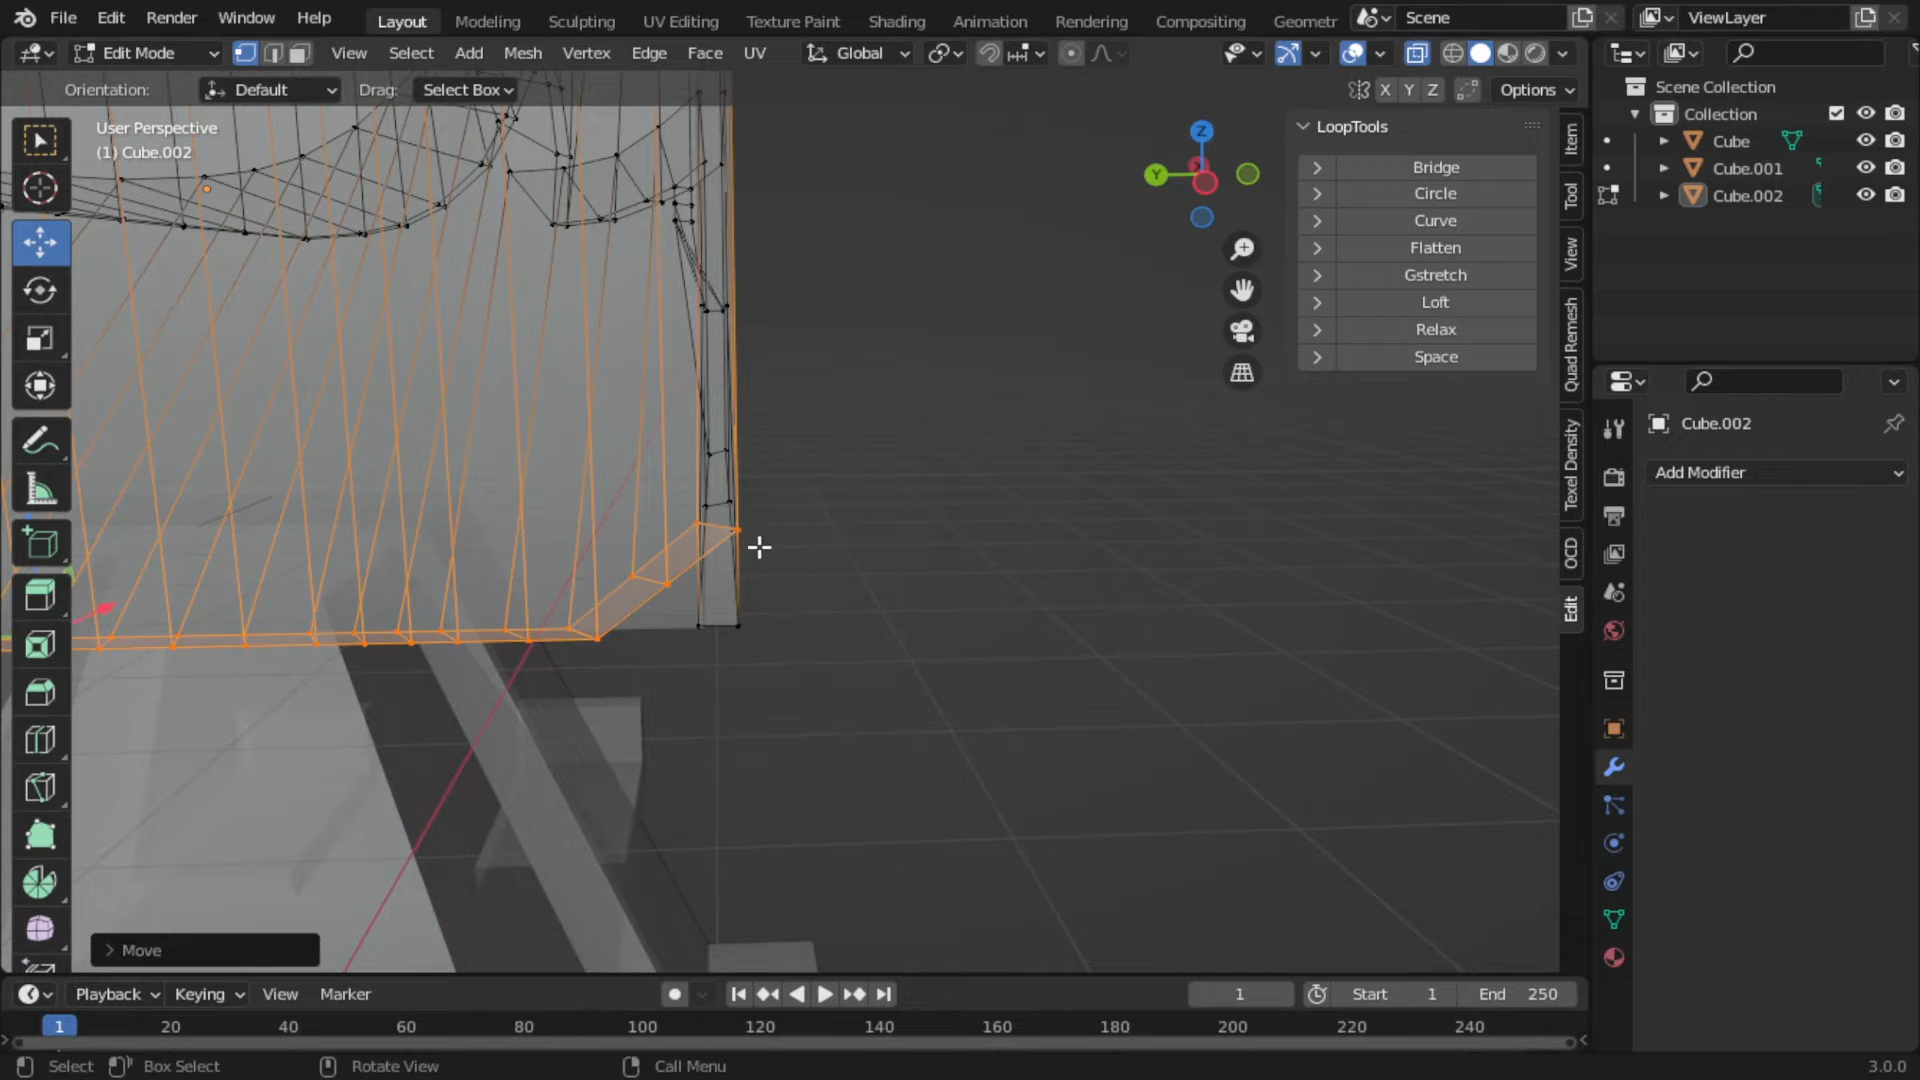 File Edit Render Window Help Layout Modeling Sculpting UV Editing Texture Paint Shading Animation Rendering Compositing Geometr Scene ViewLayer
Edit Mode View Select Add Mesh Vertex Edge Face UV Global
Orientation: Default Drag: Select Box X Y Z Options
User Perspective
(1) Cube.002
Z
Y
LoopTools
Bridge
Circle
Curve
Flatten
Gstretch
Loft
Relax
Space
Item
Tool
View
Quad Remesh
Texel Density
OCD
Edit
Scene Collection
Collection
Cube
Cube.001
Cube.002
Cube.002
Add Modifier
Move
Playback Keying View Marker 1 Start 1 End 250
1 20 40 60 80 100 120 140 160 180 200 220 240
Select Box Select Rotate View Call Menu 3.0.0